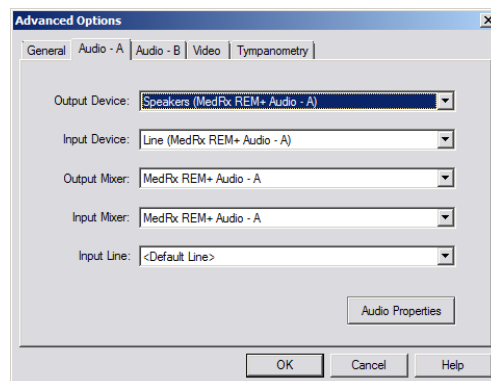 Advanced Options
General Audio - A Audio - B Video Tympanometry
Output Device: Speakers (MedRx REM+ Audio - A)
Input Device: Line (MedRx REM+ Audio - A)
Output Mixer: MedRx REM+ Audio - A
Input Mixer: MedRx REM+ Audio - A
Input Line: <Default Line>
Audio Properties
OK Cancel Help